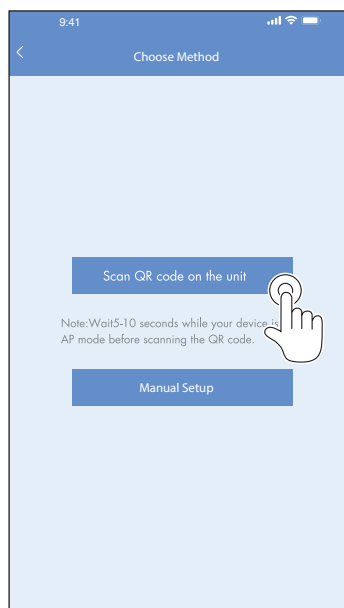 9:41
Choose Method
Scan QR code on the unit
Note:Wait5-10 seconds while your device is
AP mode before scanning the QR code.
Manual Setup